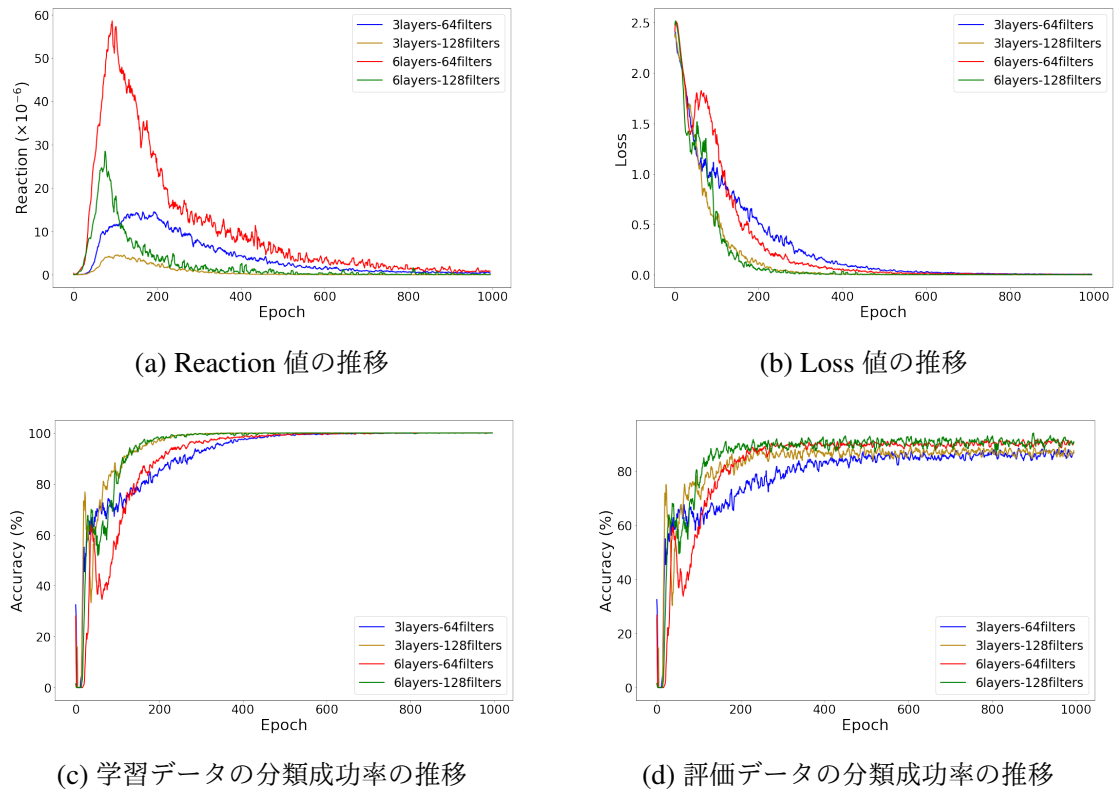 60
50
40
30
20
10
0
Reaction (×10⁻⁶)
0 200 400 600 800 1000
Epoch
3layers-64filters
3layers-128filters
6layers-64filters
6layers-128filters
(a) Reaction 値の推移
2.5
2.0
1.5
1.0
0.5
0.0
Loss
0 200 400 600 800 1000
Epoch
3layers-64filters
3layers-128filters
6layers-64filters
6layers-128filters
(b) Loss 値の推移
100
80
60
40
20
0
Accuracy (%)
0 200 400 600 800 1000
Epoch
3layers-64filters
3layers-128filters
6layers-64filters
6layers-128filters
(c) 学習データの分類成功率の推移
80
60
40
20
0
Accuracy (%)
0 200 400 600 800 1000
Epoch
3layers-64filters
3layers-128filters
6layers-64filters
6layers-128filters
(d) 評価データの分類成功率の推移